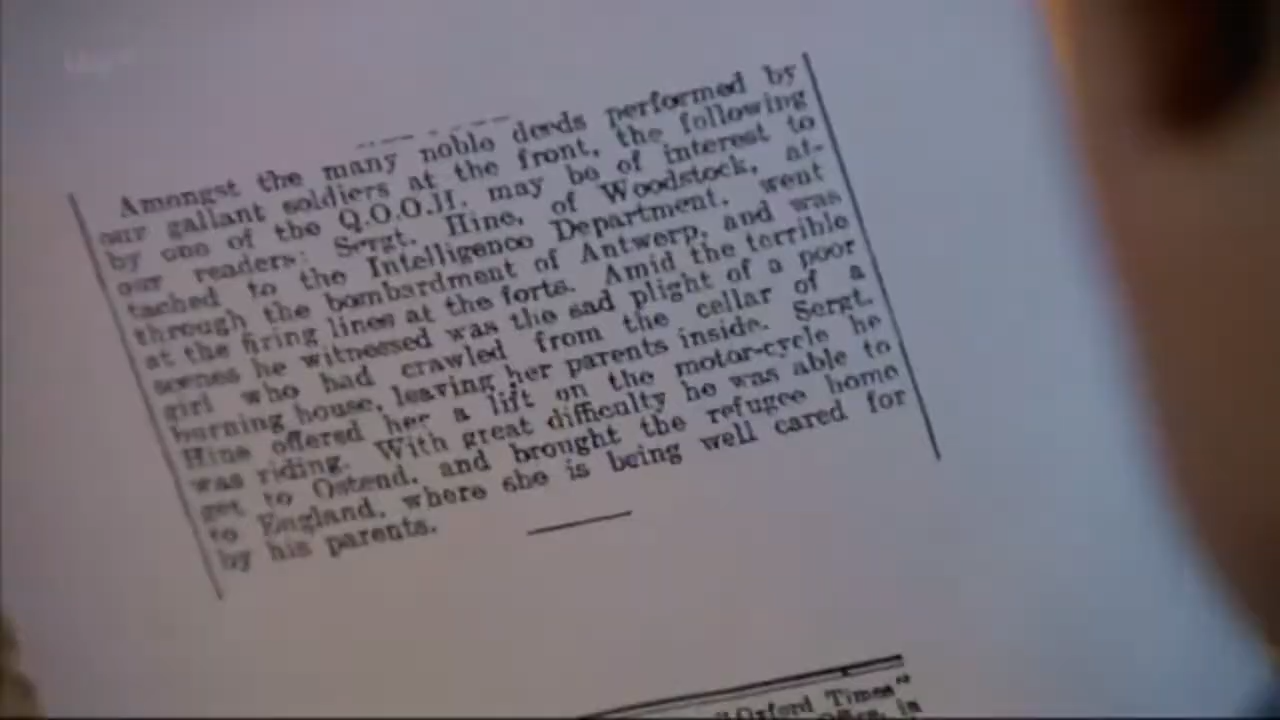 Amongst the many noble deeds performed by
our gallant soldiers at the front, the following
by one of the Q.O.O.H. may be of interest to
our readers: Sergt. Hine, of Woodstock, at-
tached to the Intelligence Department, went
through the bombardment of Antwerp, and was
at the firing lines at the forts. Amid the terrible
scenes he witnessed was the sad plight of a poor
girl who had crawled from the cellar of a
burning house, leaving her parents inside. Sergt.
Hine offered her a lift on the motor-cycle he
was riding. With great difficulty he was able to
get to Ostend, and brought the refugee home
to England, where she is being well cared for
by his parents.
"Oxford Times"
Office, in